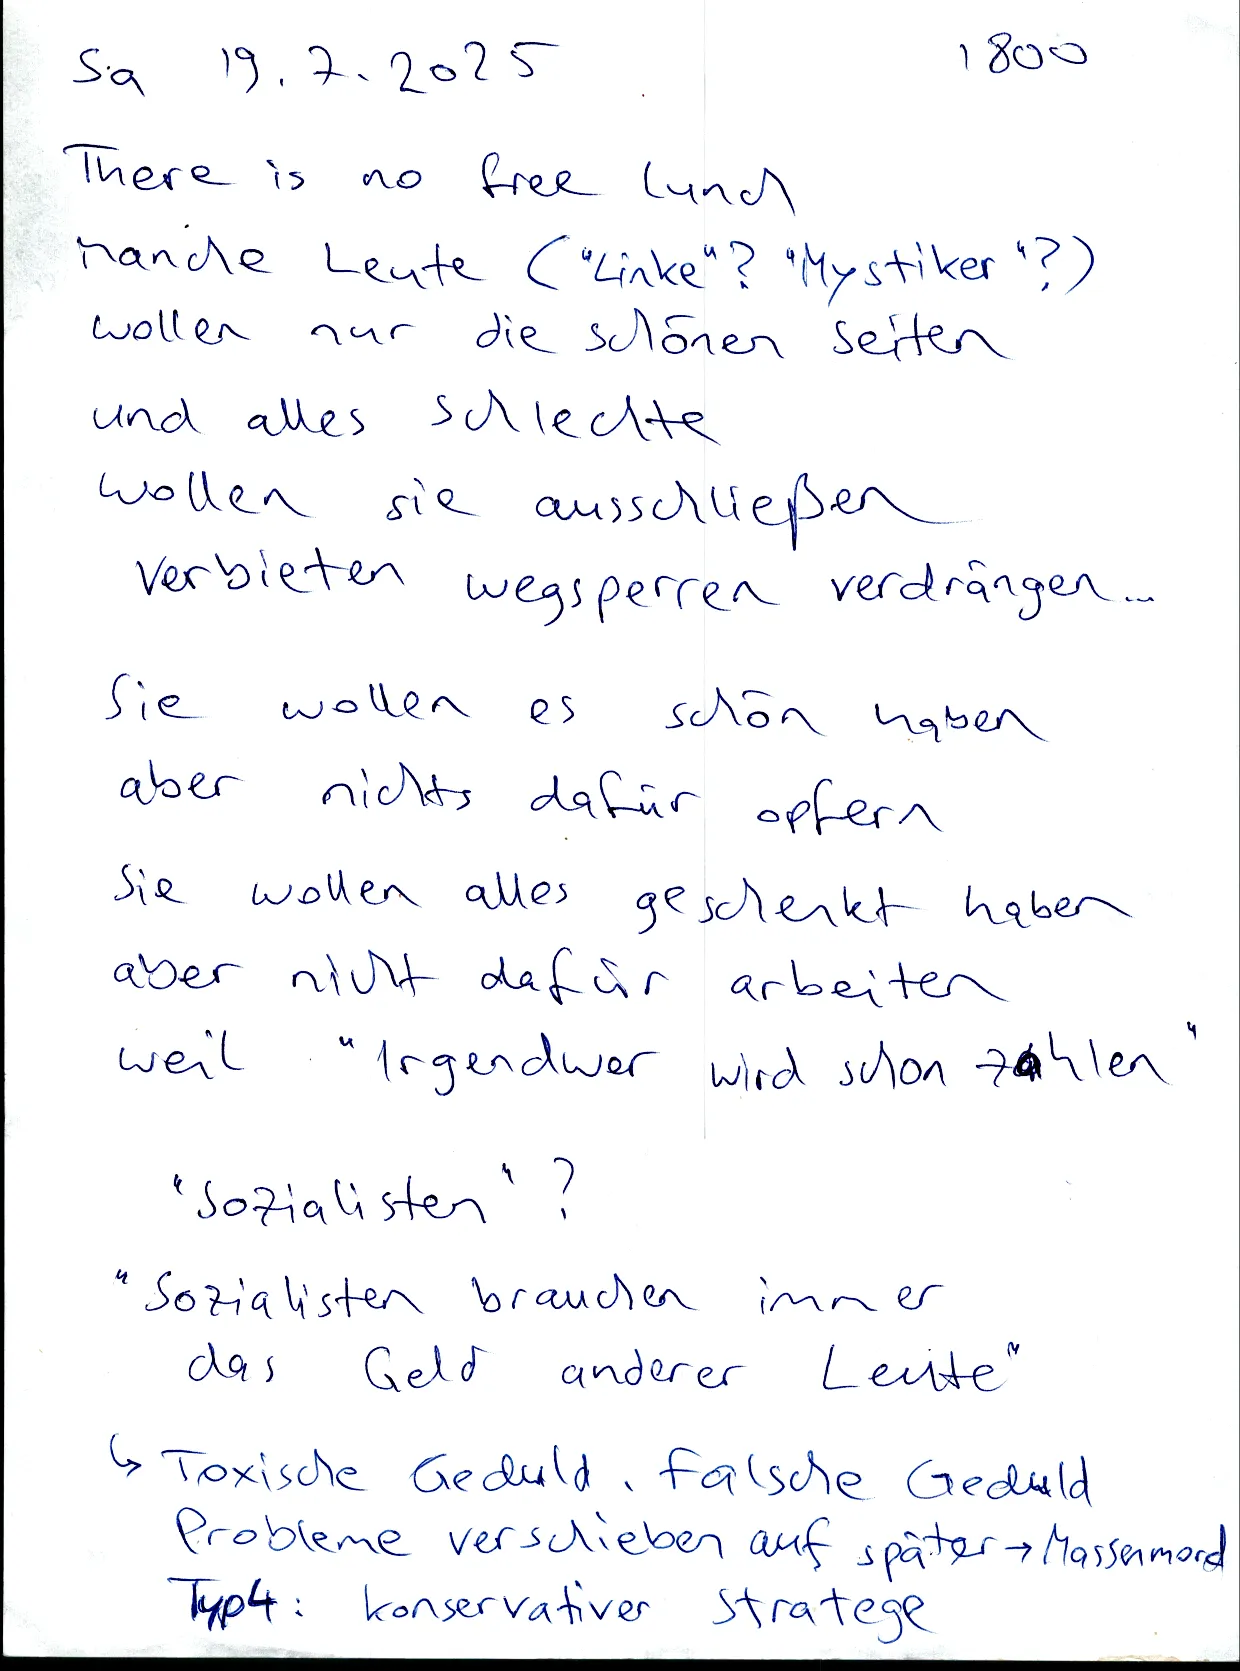 Sa 19.7.2025 1800
There is no free lunch
manche Leute ("Linke"? "Mystiker"?)
wollen nur die schönen seiten
und alles schlechte
wollen sie ausschließen
verbieten wegsperren verdrängen...
Sie wollen es schön haben
aber nichts dafür opfern
Sie wollen alles geschenkt haben
aber nicht dafür arbeiten
weil "Irgendwer wird schon zahlen"
"Sozialisten"?
"Sozialisten brauchen immer
das Geld anderer Leute"
↳ Toxische Geduld. Falsche Geduld
Probleme verschieben auf später → Massenmord
Typ4: konservativer Stratege